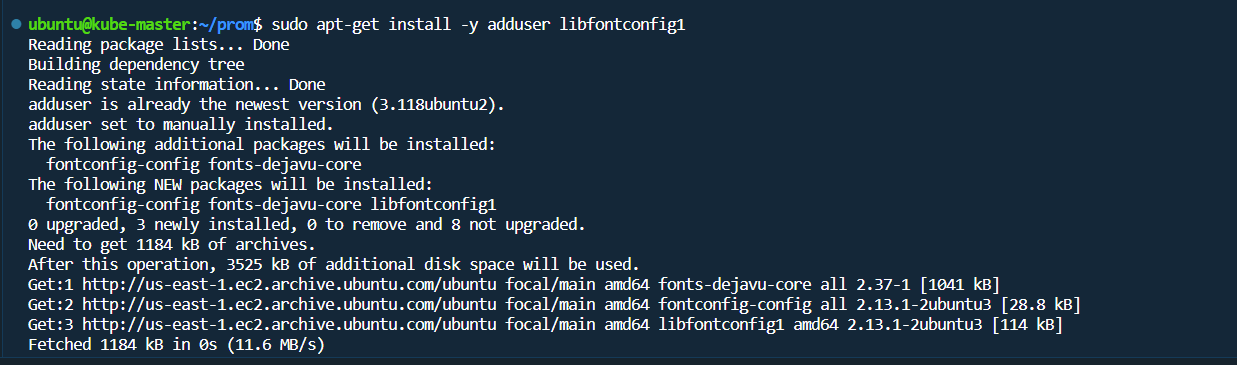 ubuntu@kube-master:~/prom$ sudo apt-get install -y adduser libfontconfig1
Reading package lists... Done
Building dependency tree
Reading state information... Done
adduser is already the newest version (3.118ubuntu2).
adduser set to manually installed.
The following additional packages will be installed:
  fontconfig-config fonts-dejavu-core
The following NEW packages will be installed:
  fontconfig-config fonts-dejavu-core libfontconfig1
0 upgraded, 3 newly installed, 0 to remove and 8 not upgraded.
Need to get 1184 kB of archives.
After this operation, 3525 kB of additional disk space will be used.
Get:1 http://us-east-1.ec2.archive.ubuntu.com/ubuntu focal/main amd64 fonts-dejavu-core all 2.37-1 [1041 kB]
Get:2 http://us-east-1.ec2.archive.ubuntu.com/ubuntu focal/main amd64 fontconfig-config all 2.13.1-2ubuntu3 [28.8 kB]
Get:3 http://us-east-1.ec2.archive.ubuntu.com/ubuntu focal/main amd64 libfontconfig1 amd64 2.13.1-2ubuntu3 [114 kB]
Fetched 1184 kB in 0s (11.6 MB/s)